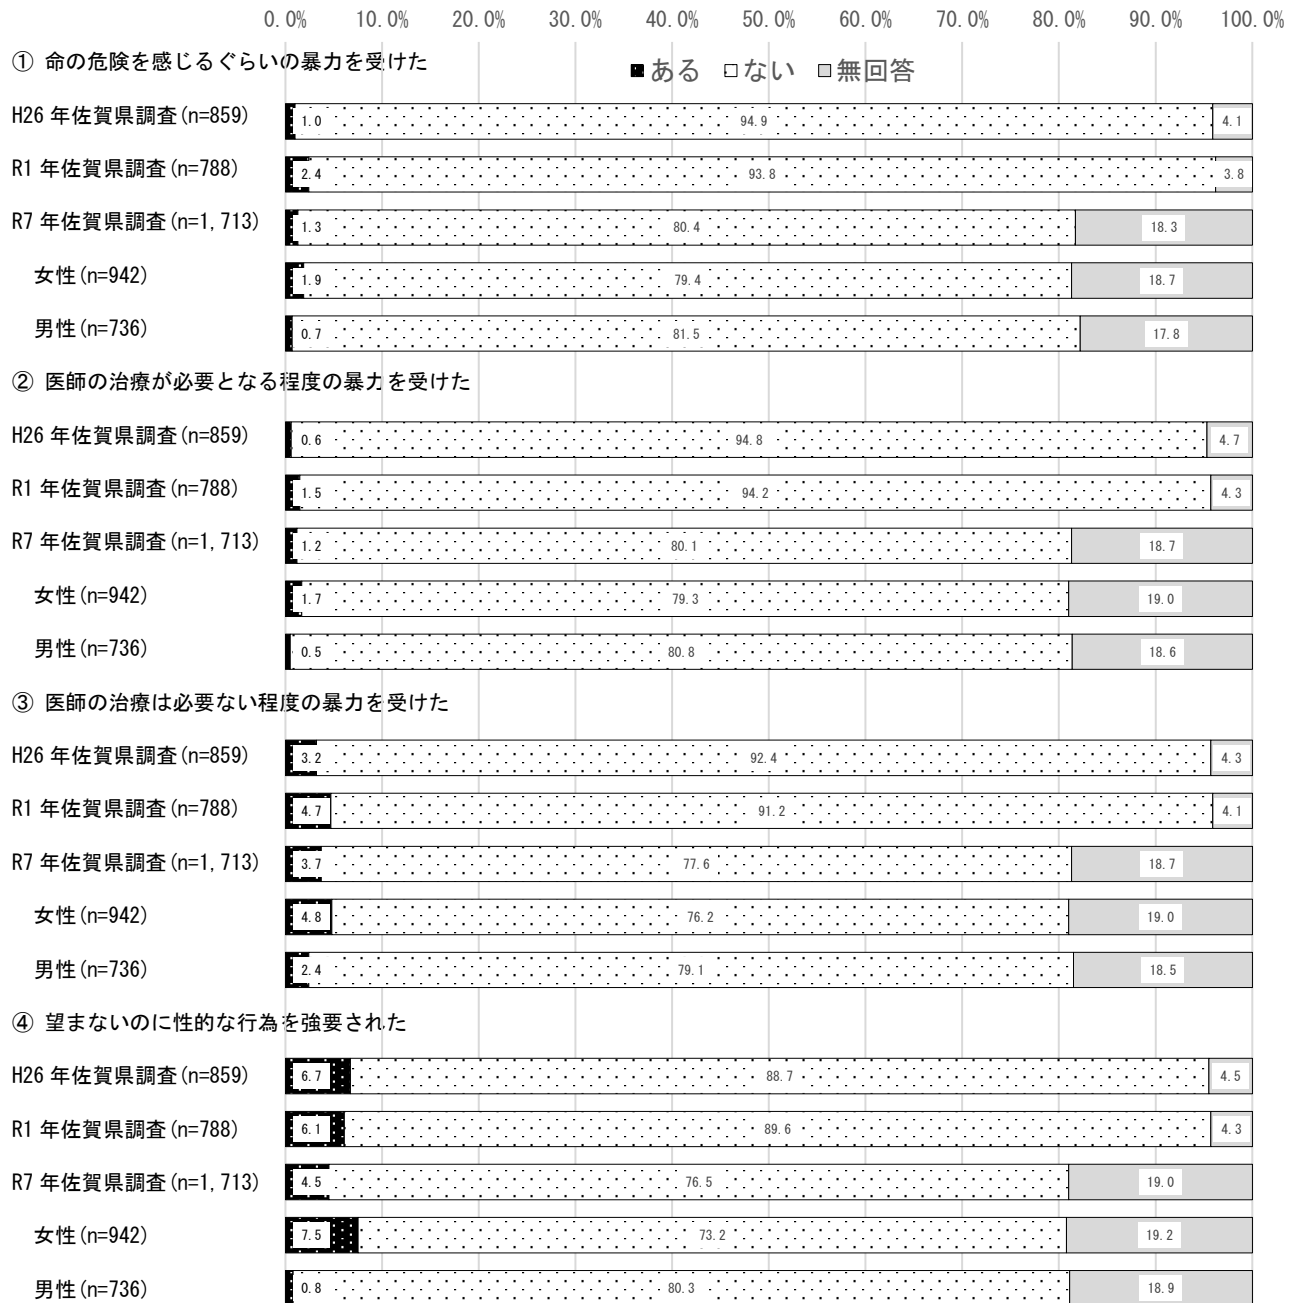 0.0% 10.0% 20.0% 30.0% 40.0% 50.0% 60.0% 70.0% 80.0% 90.0% 100.0%
① 命の危険を感じるぐらいの暴力を受けた
■ある □ない ■無回答
H26 年佐賀県調査(n=859) 1.0 94.9 4.1
R1 年佐賀県調査(n=788) 2.4 93.8 3.8
R7 年佐賀県調査(n=1,713) 1.3 80.4 18.3
女性(n=942) 1.9 79.4 18.7
男性(n=736) 0.7 81.5 17.8
② 医師の治療が必要となる程度の暴力を受けた
H26 年佐賀県調査(n=859) 0.6 94.8 4.7
R1 年佐賀県調査(n=788) 1.5 94.2 4.3
R7 年佐賀県調査(n=1,713) 1.2 80.1 18.7
女性(n=942) 1.7 79.3 19.0
男性(n=736) 0.5 80.8 18.6
③ 医師の治療は必要ない程度の暴力を受けた
H26 年佐賀県調査(n=859) 3.2 92.4 4.3
R1 年佐賀県調査(n=788) 4.7 91.2 4.1
R7 年佐賀県調査(n=1,713) 3.7 77.6 18.7
女性(n=942) 4.8 76.2 19.0
男性(n=736) 2.4 79.1 18.5
④ 望まないのに性的な行為を強要された
H26 年佐賀県調査(n=859) 6.7 88.7 4.5
R1 年佐賀県調査(n=788) 6.1 89.6 4.3
R7 年佐賀県調査(n=1,713) 4.5 76.5 19.0
女性(n=942) 7.5 73.2 19.2
男性(n=736) 0.8 80.3 18.9